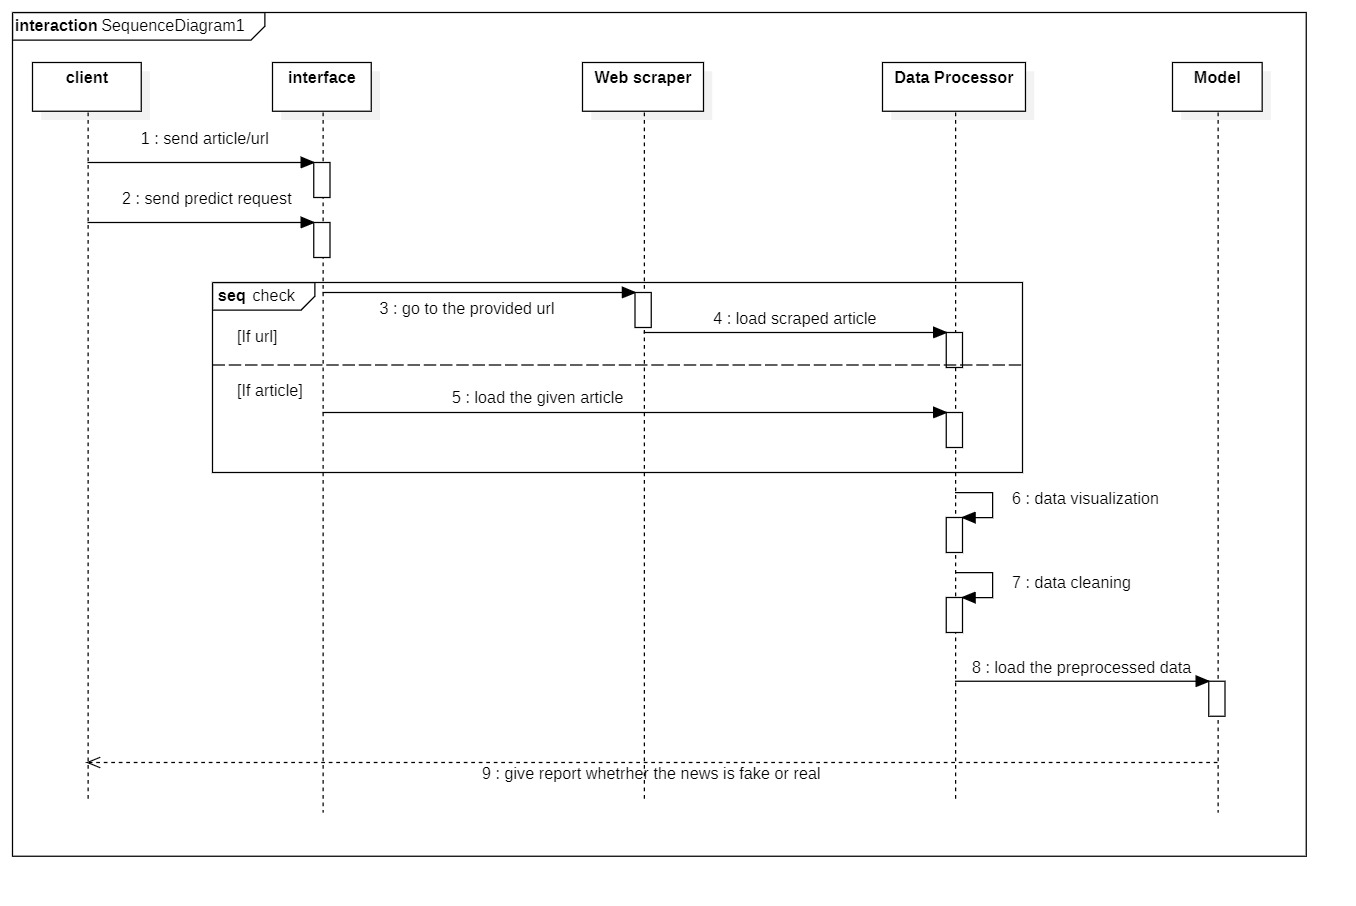 interaction SequenceDiagram1
client
interface
Web scraper
Data Processor
Model
1 : send article/url
2 : send predict request
seq check
3 : go to the provided url
4 : load scraped article
[If url]
[If article]
5 : load the given article
6 : data visualization
7 : data cleaning
8 : load the preprocessed data
9 : give report whetrher the news is fake or real